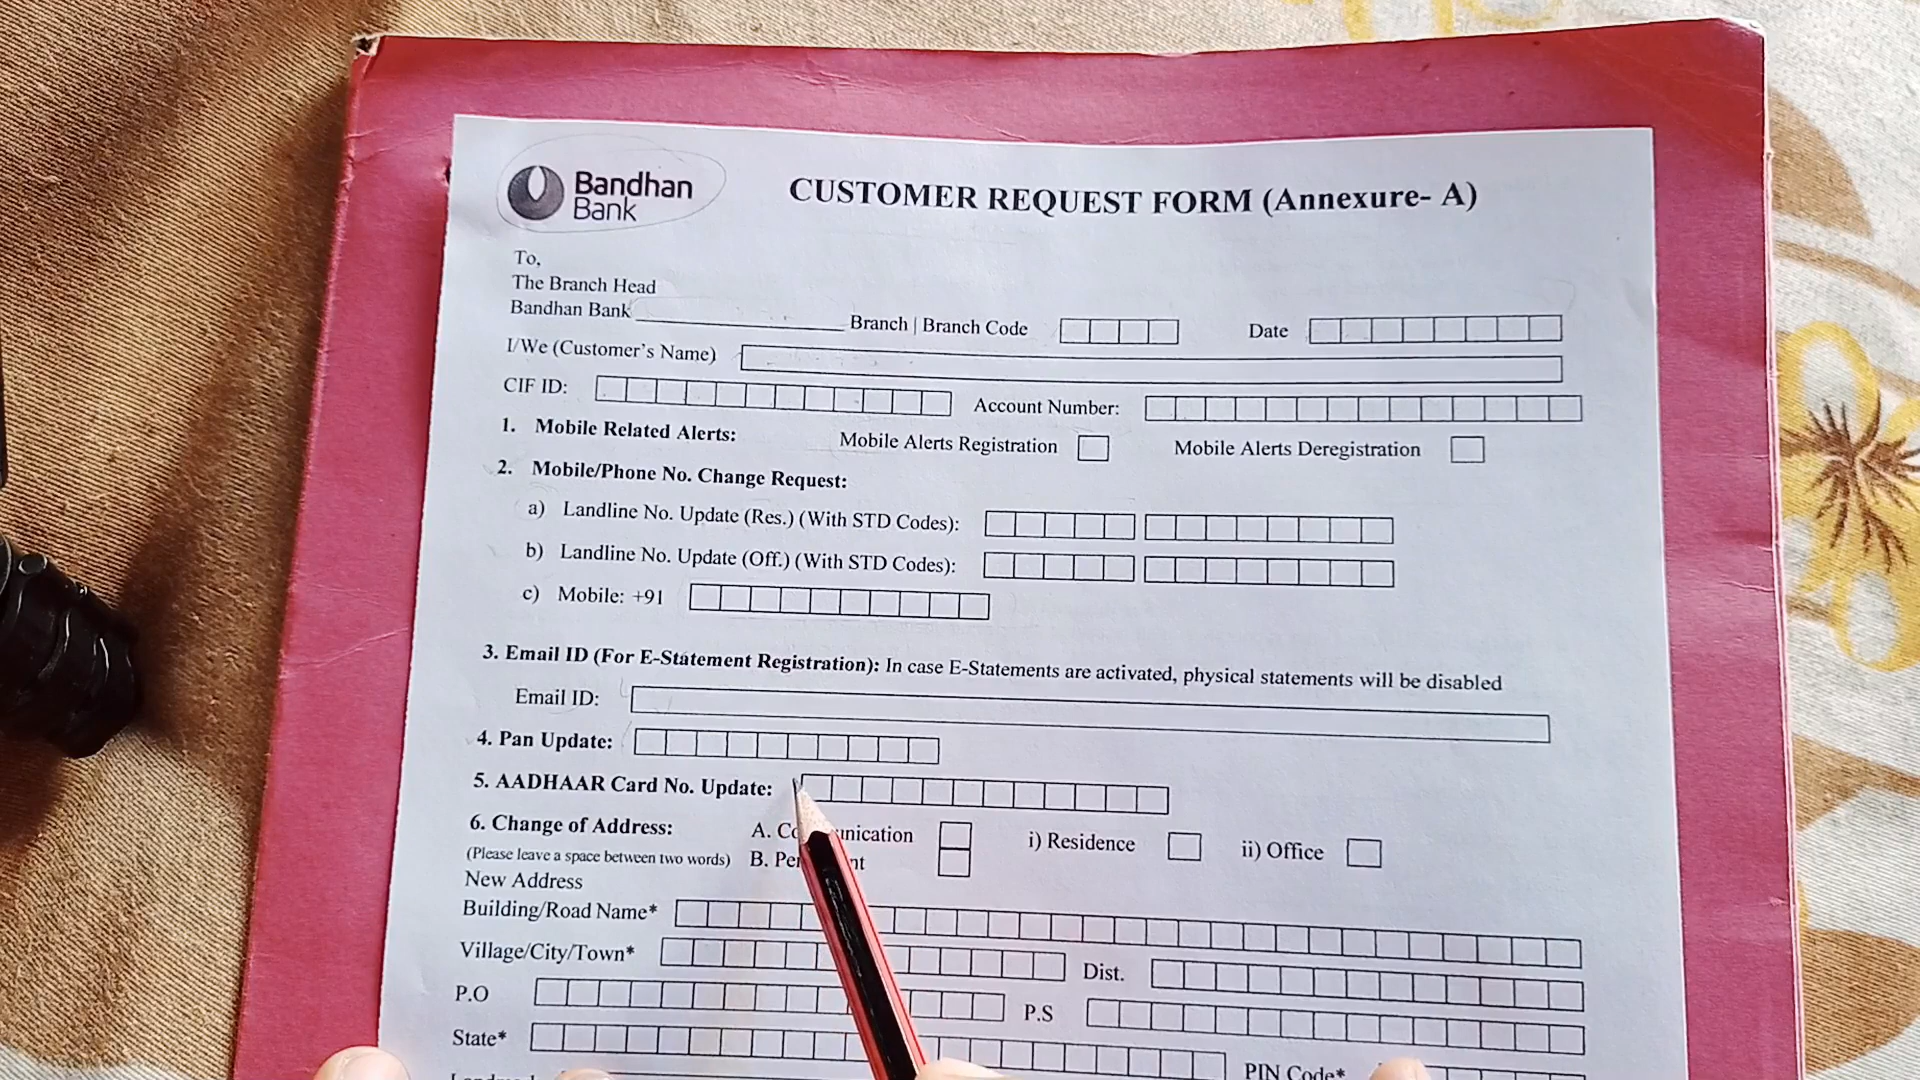 Bandhan
Bank
CUSTOMER REQUEST FORM (Annexure- A)
To,
The Branch Head
Bandhan Bank ____________ Branch | Branch Code Date
I/We (Customer's Name)
CIF ID: Account Number:
1. Mobile Related Alerts: Mobile Alerts Registration Mobile Alerts Deregistration
2. Mobile/Phone No. Change Request:
a) Landline No. Update (Res.) (With STD Codes):
b) Landline No. Update (Off.) (With STD Codes):
c) Mobile: +91
3. Email ID (For E-Statement Registration): In case E-Statements are activated, physical statements will be disabled
Email ID:
4. Pan Update:
5. AADHAAR Card No. Update:
6. Change of Address: A. i) Residence ii) Office
(Please leave a space between two words) B.
New Address
Building/Road Name*
Village/City/Town* Dist.
P.O P.S
State* PIN Code*